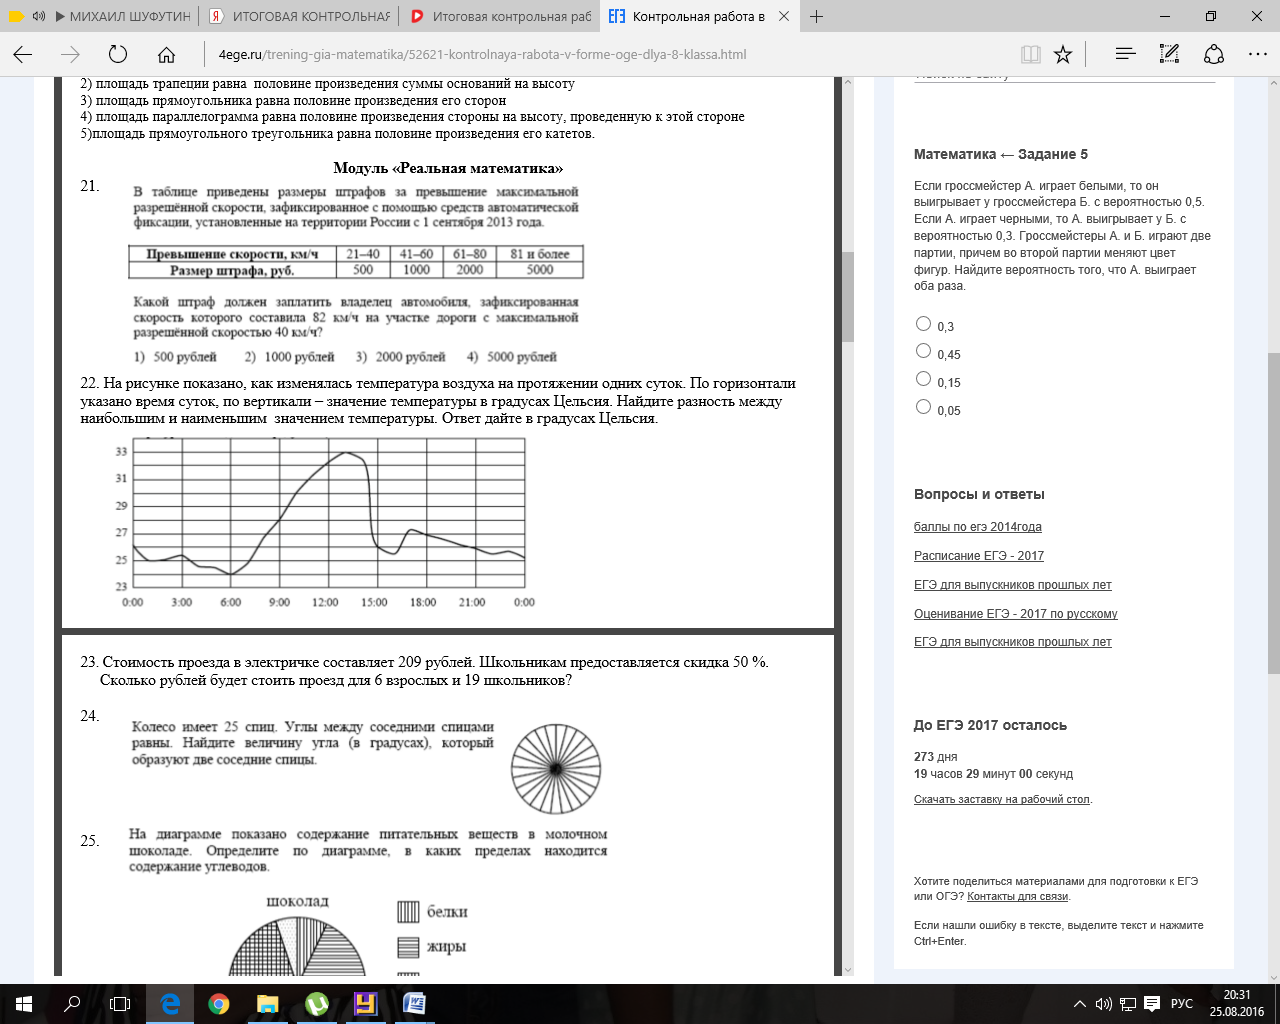 МИХАИЛ ШУФУТИН
ИТОГОВАЯ КОНТРОЛЬНАЯ
Итоговая контрольная раб
Контрольная работа в
4ege.ru/trening-gia-matematika/52621-kontrolnaya-rabota-v-forme-oge-dlya-8-klassa.html
2) площадь трапеции равна половине произведения суммы оснований на высоту
3) площадь прямоугольника равна половине произведения его сторон
4) площадь параллелограмма равна половине произведения стороны на высоту, проведенную к этой стороне
5)площадь прямоугольного треугольника равна половине произведения его катетов.
Модуль «Реальная математика»
21.
В таблице приведены размеры штрафов за превышение максимальной
разрешённой скорости, зафиксированное с помощью средств автоматической
фиксации, установленные на территории России с 1 сентября 2013 года.
Превышение скорости, км/ч 21–40 41–60 61–80 81 и более
Размер штрафа, руб. 500 1000 2000 5000
Какой штраф должен заплатить владелец автомобиля, зафиксированная
скорость которого составила 82 км/ч на участке дороги с максимальной
разрешённой скоростью 40 км/ч?
1) 500 рублей 2) 1000 рублей 3) 2000 рублей 4) 5000 рублей
22. На рисунке показано, как изменялась температура воздуха на протяжении одних суток. По горизонтали
указано время суток, по вертикали – значение температуры в градусах Цельсия. Найдите разность между
наибольшим и наименьшим значением температуры. Ответ дайте в градусах Цельсия.
33
31
29
27
25
23
0:00 3:00 6:00 9:00 12:00 15:00 18:00 21:00 0:00
23. Стоимость проезда в электричке составляет 209 рублей. Школьникам предоставляется скидка 50 %.
Сколько рублей будет стоить проезд для 6 взрослых и 19 школьников?
24.
Колесо имеет 25 спиц. Углы между соседними спицами
равны. Найдите величину угла (в градусах), который
образуют две соседние спицы.
25.
На диаграмме показано содержание питательных веществ в молочном
шоколаде. Определите по диаграмме, в каких пределах находится
содержание углеводов.
шоколад
белки
жиры
Математика ← Задание 5
Если гроссмейстер А. играет белыми, то он
выигрывает у гроссмейстера Б. с вероятностью 0,5.
Если А. играет черными, то А. выигрывает у Б. с
вероятностью 0,3. Гроссмейстеры А. и Б. играют две
партии, причем во второй партии меняют цвет
фигур. Найдите вероятность того, что А. выиграет
оба раза.
0,3
0,45
0,15
0,05
Вопросы и ответы
баллы по егэ 2014года
Расписание ЕГЭ - 2017
ЕГЭ для выпускников прошлых лет
Оценивание ЕГЭ - 2017 по русскому
ЕГЭ для выпускников прошлых лет
До ЕГЭ 2017 осталось
273 дня
19 часов 29 минут 00 секунд
Скачать заставку на рабочий стол.
Хотите поделиться материалами для подготовки к ЕГЭ
или ОГЭ? Контакты для связи.
Если нашли ошибку в тексте, выделите текст и нажмите
Ctrl+Enter.
РУС
20:31
25.08.2016